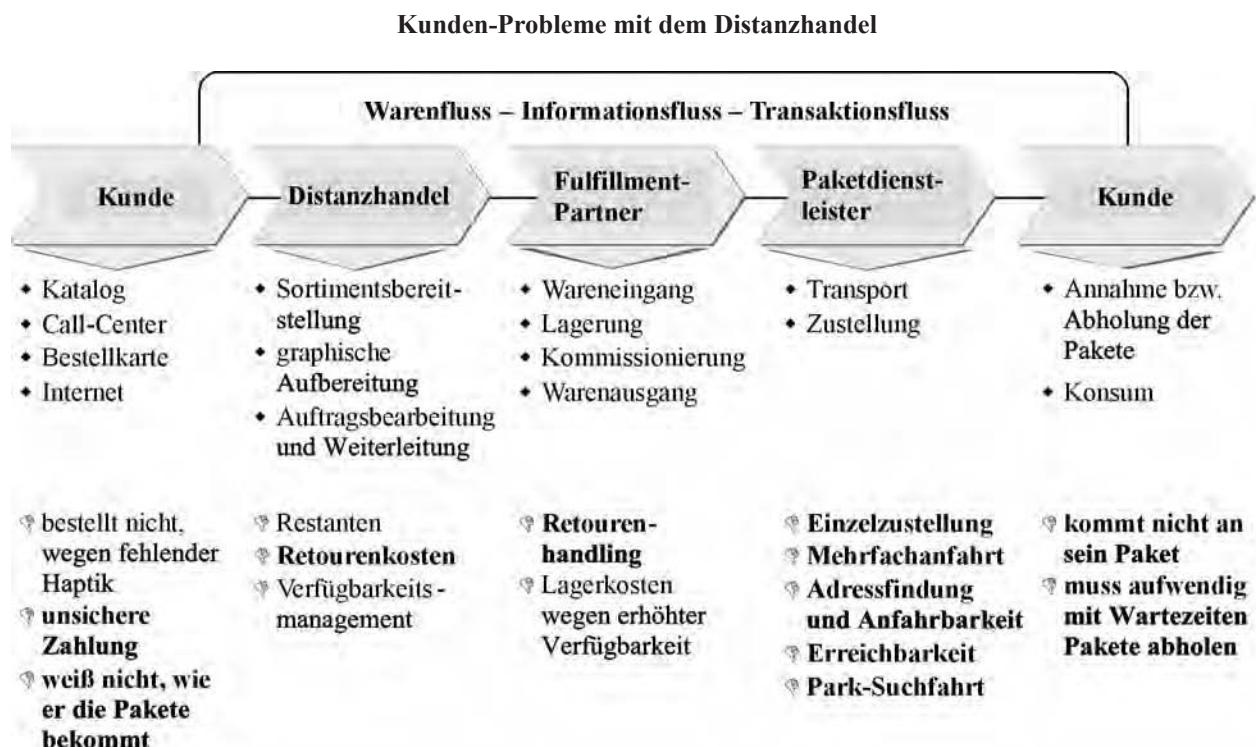 Kunden-Probleme mit dem Distanzhandel
Warenfluss – Informationsfluss – Transaktionsfluss
Kunde
Distanzhandel
Fulfillment-
Partner
Paketdienst-
leister
Kunde
Katalog
Call-Center
Bestellkarte
Internet
Sortimentsbereit-
stellung
graphische
Aufbereitung
Auftragsbearbeitung
und Weiterleitung
Wareneingang
Lagerung
Kommissionierung
Warenausgang
Transport
Zustellung
Annahme bzw.
Abholung der
Pakete
Konsum
bestellt nicht,
wegen fehlender
Haptik
unsichere
Zahlung
weiß nicht, wie
er die Pakete
bekommt
Restanten
Retourenkosten
Verfügbarkeits-
management
Retouren-
handling
Lagerkosten
wegen erhöhter
Verfügbarkeit
Einzelzustellung
Mehrfachanfahrt
Adressfindung
und Anfahrbarkeit
Erreichbarkeit
Park-Suchfahrt
kommt nicht an
sein Paket
muss aufwendig
mit Wartezeiten
Pakete abholen